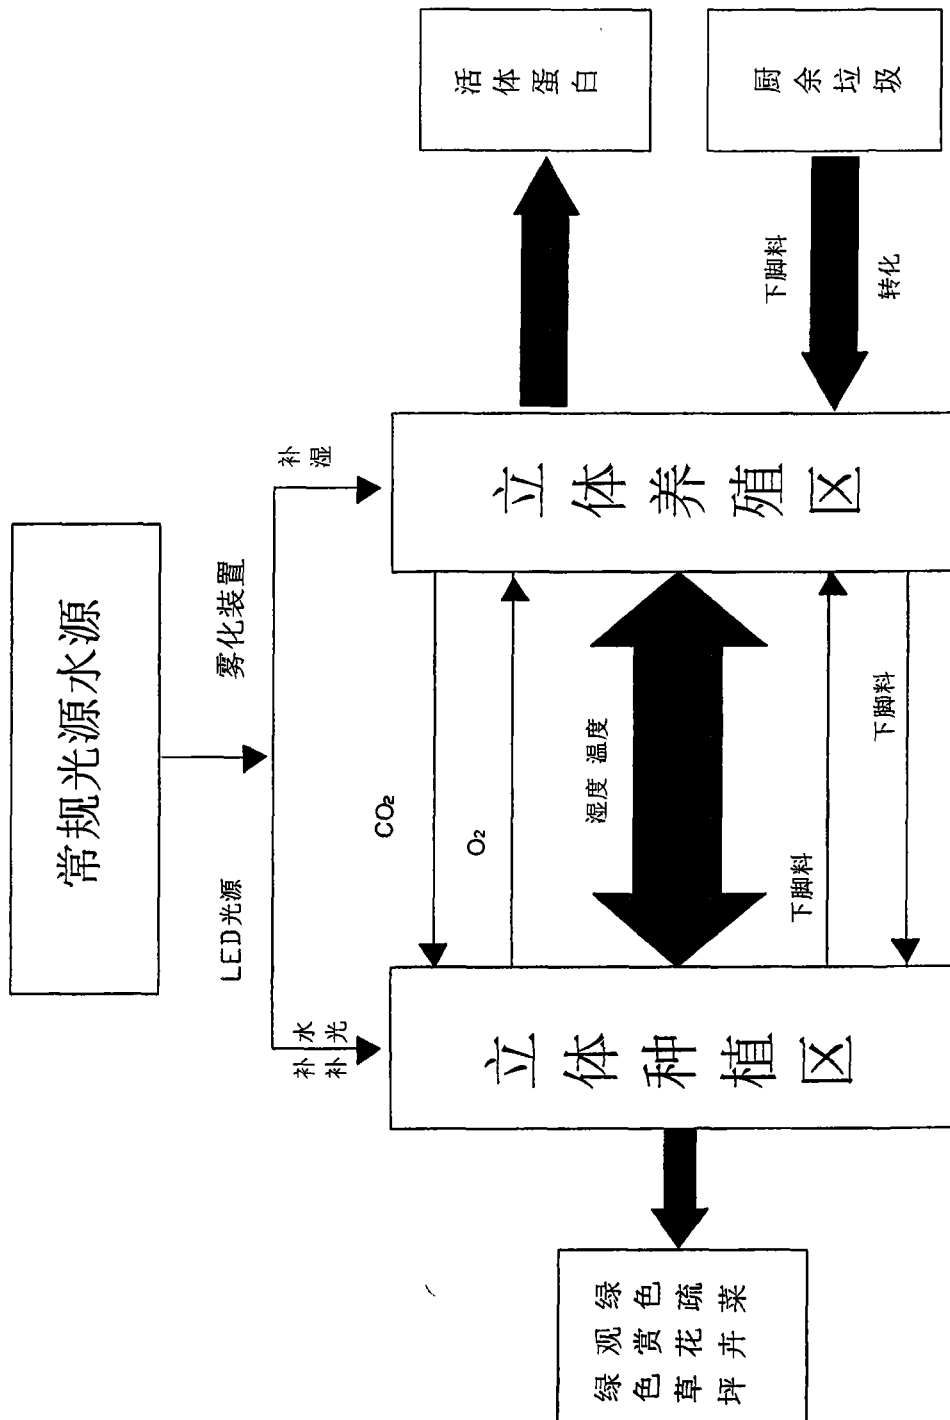 常规光源水源
LED光源
雾化装置
补水
补光
补湿
立体种植区
立体养殖区
CO₂
O₂
湿度 温度
下脚料
下脚料
绿色疏菜
观赏花卉
绿色草坪
活体蛋白
厨余垃圾
下脚料
转化